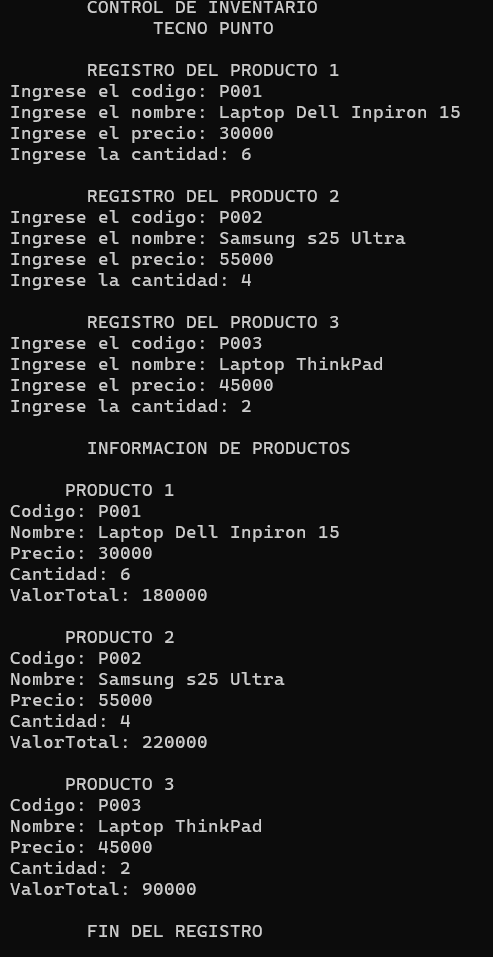 CONTROL DE INVENTARIO
TECNO PUNTO
REGISTRO DEL PRODUCTO 1
Ingrese el codigo: P001
Ingrese el nombre: Laptop Dell Inpiron 15
Ingrese el precio: 30000
Ingrese la cantidad: 6
REGISTRO DEL PRODUCTO 2
Ingrese el codigo: P002
Ingrese el nombre: Samsung s25 Ultra
Ingrese el precio: 55000
Ingrese la cantidad: 4
REGISTRO DEL PRODUCTO 3
Ingrese el codigo: P003
Ingrese el nombre: Laptop ThinkPad
Ingrese el precio: 45000
Ingrese la cantidad: 2
INFORMACION DE PRODUCTOS
PRODUCTO 1
Codigo: P001
Nombre: Laptop Dell Inpiron 15
Precio: 30000
Cantidad: 6
ValorTotal: 180000
PRODUCTO 2
Codigo: P002
Nombre: Samsung s25 Ultra
Precio: 55000
Cantidad: 4
ValorTotal: 220000
PRODUCTO 3
Codigo: P003
Nombre: Laptop ThinkPad
Precio: 45000
Cantidad: 2
ValorTotal: 90000
FIN DEL REGISTRO